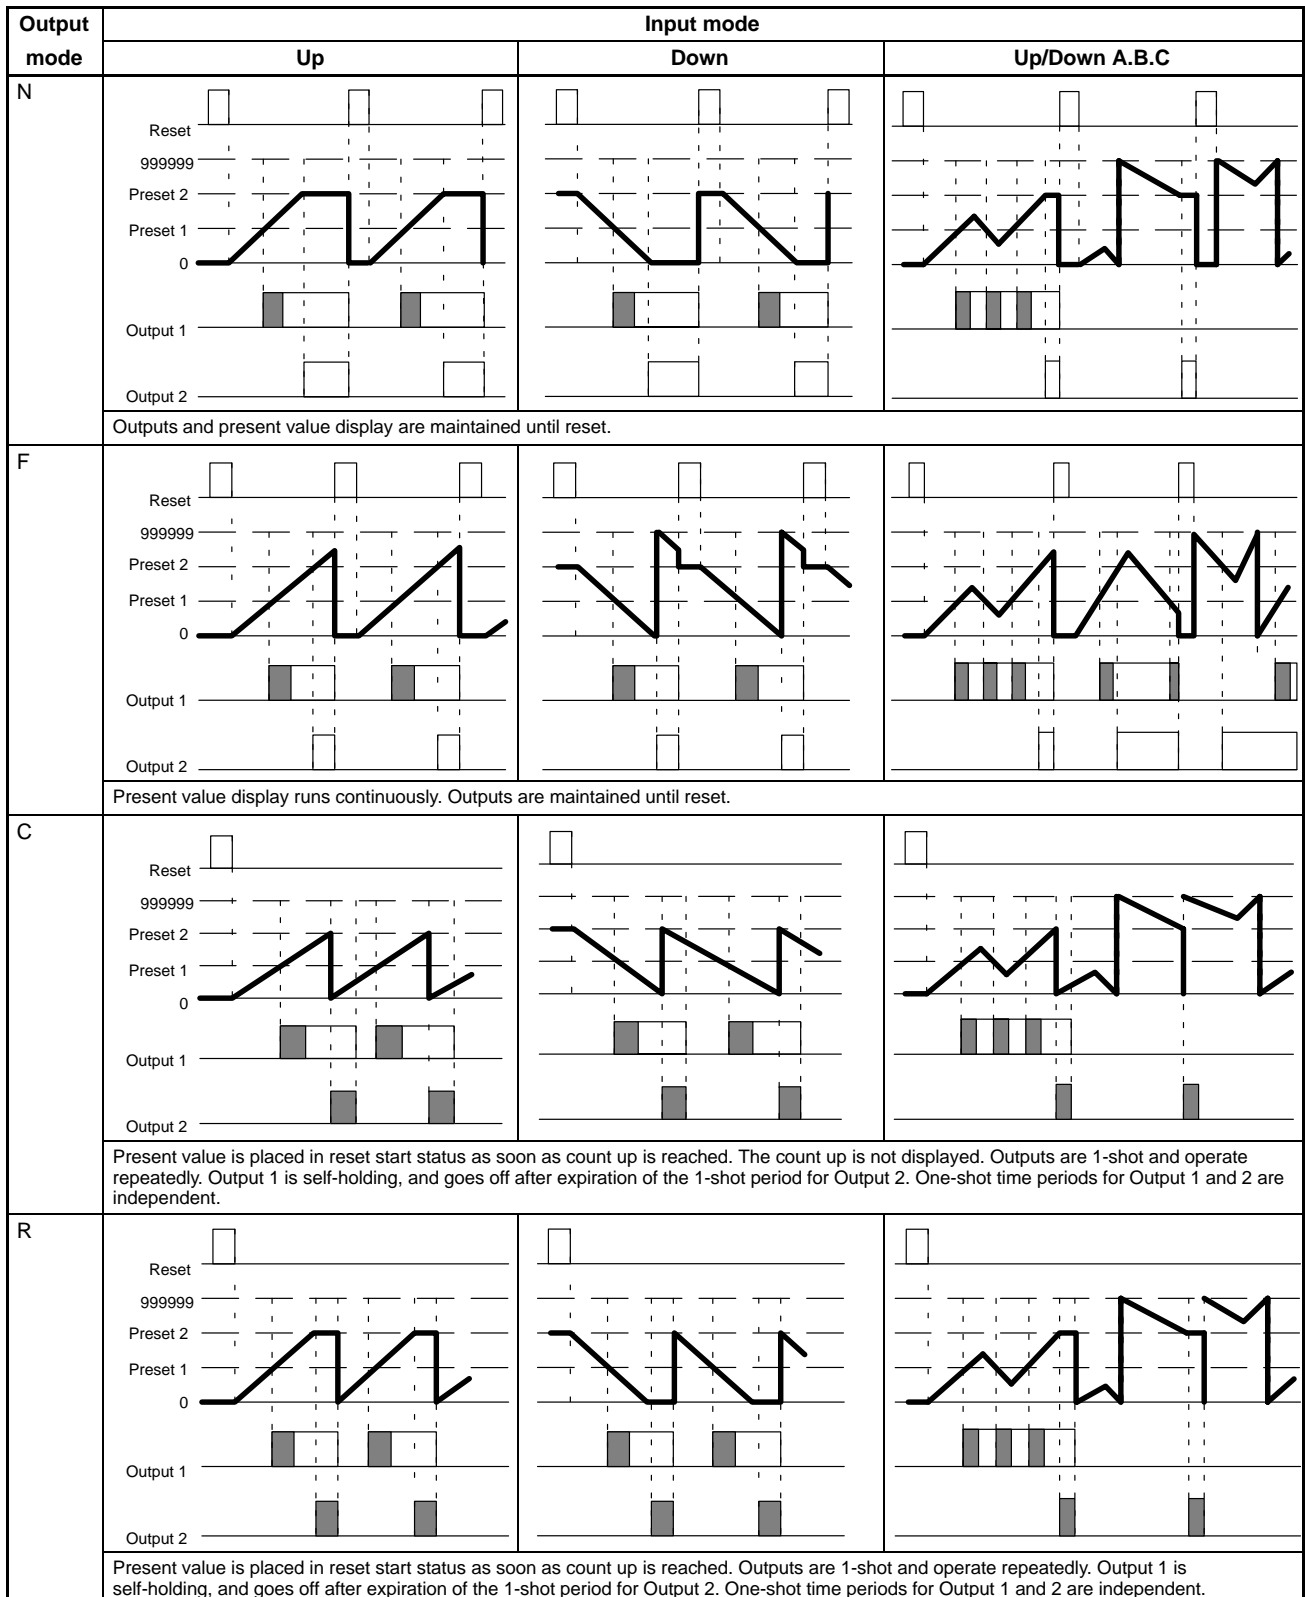 Output mode
Input mode
Up
Down
Up/Down A.B.C
N
Reset
999999
Preset 2
Preset 1
0
Output 1
Output 2
Outputs and present value display are maintained until reset.
F
Reset
999999
Preset 2
Preset 1
0
Output 1
Output 2
Present value display runs continuously. Outputs are maintained until reset.
C
Reset
999999
Preset 2
Preset 1
0
Output 1
Output 2
Present value is placed in reset start status as soon as count up is reached. The count up is not displayed. Outputs are 1-shot and operate
repeatedly. Output 1 is self-holding, and goes off after expiration of the 1-shot period for Output 2. One-shot time periods for Output 1 and 2 are
independent.
R
Reset
999999
Preset 2
Preset 1
0
Output 1
Output 2
Present value is placed in reset start status as soon as count up is reached. Outputs are 1-shot and operate repeatedly. Output 1 is
self-holding, and goes off after expiration of the 1-shot period for Output 2. One-shot time periods for Output 1 and 2 are independent.